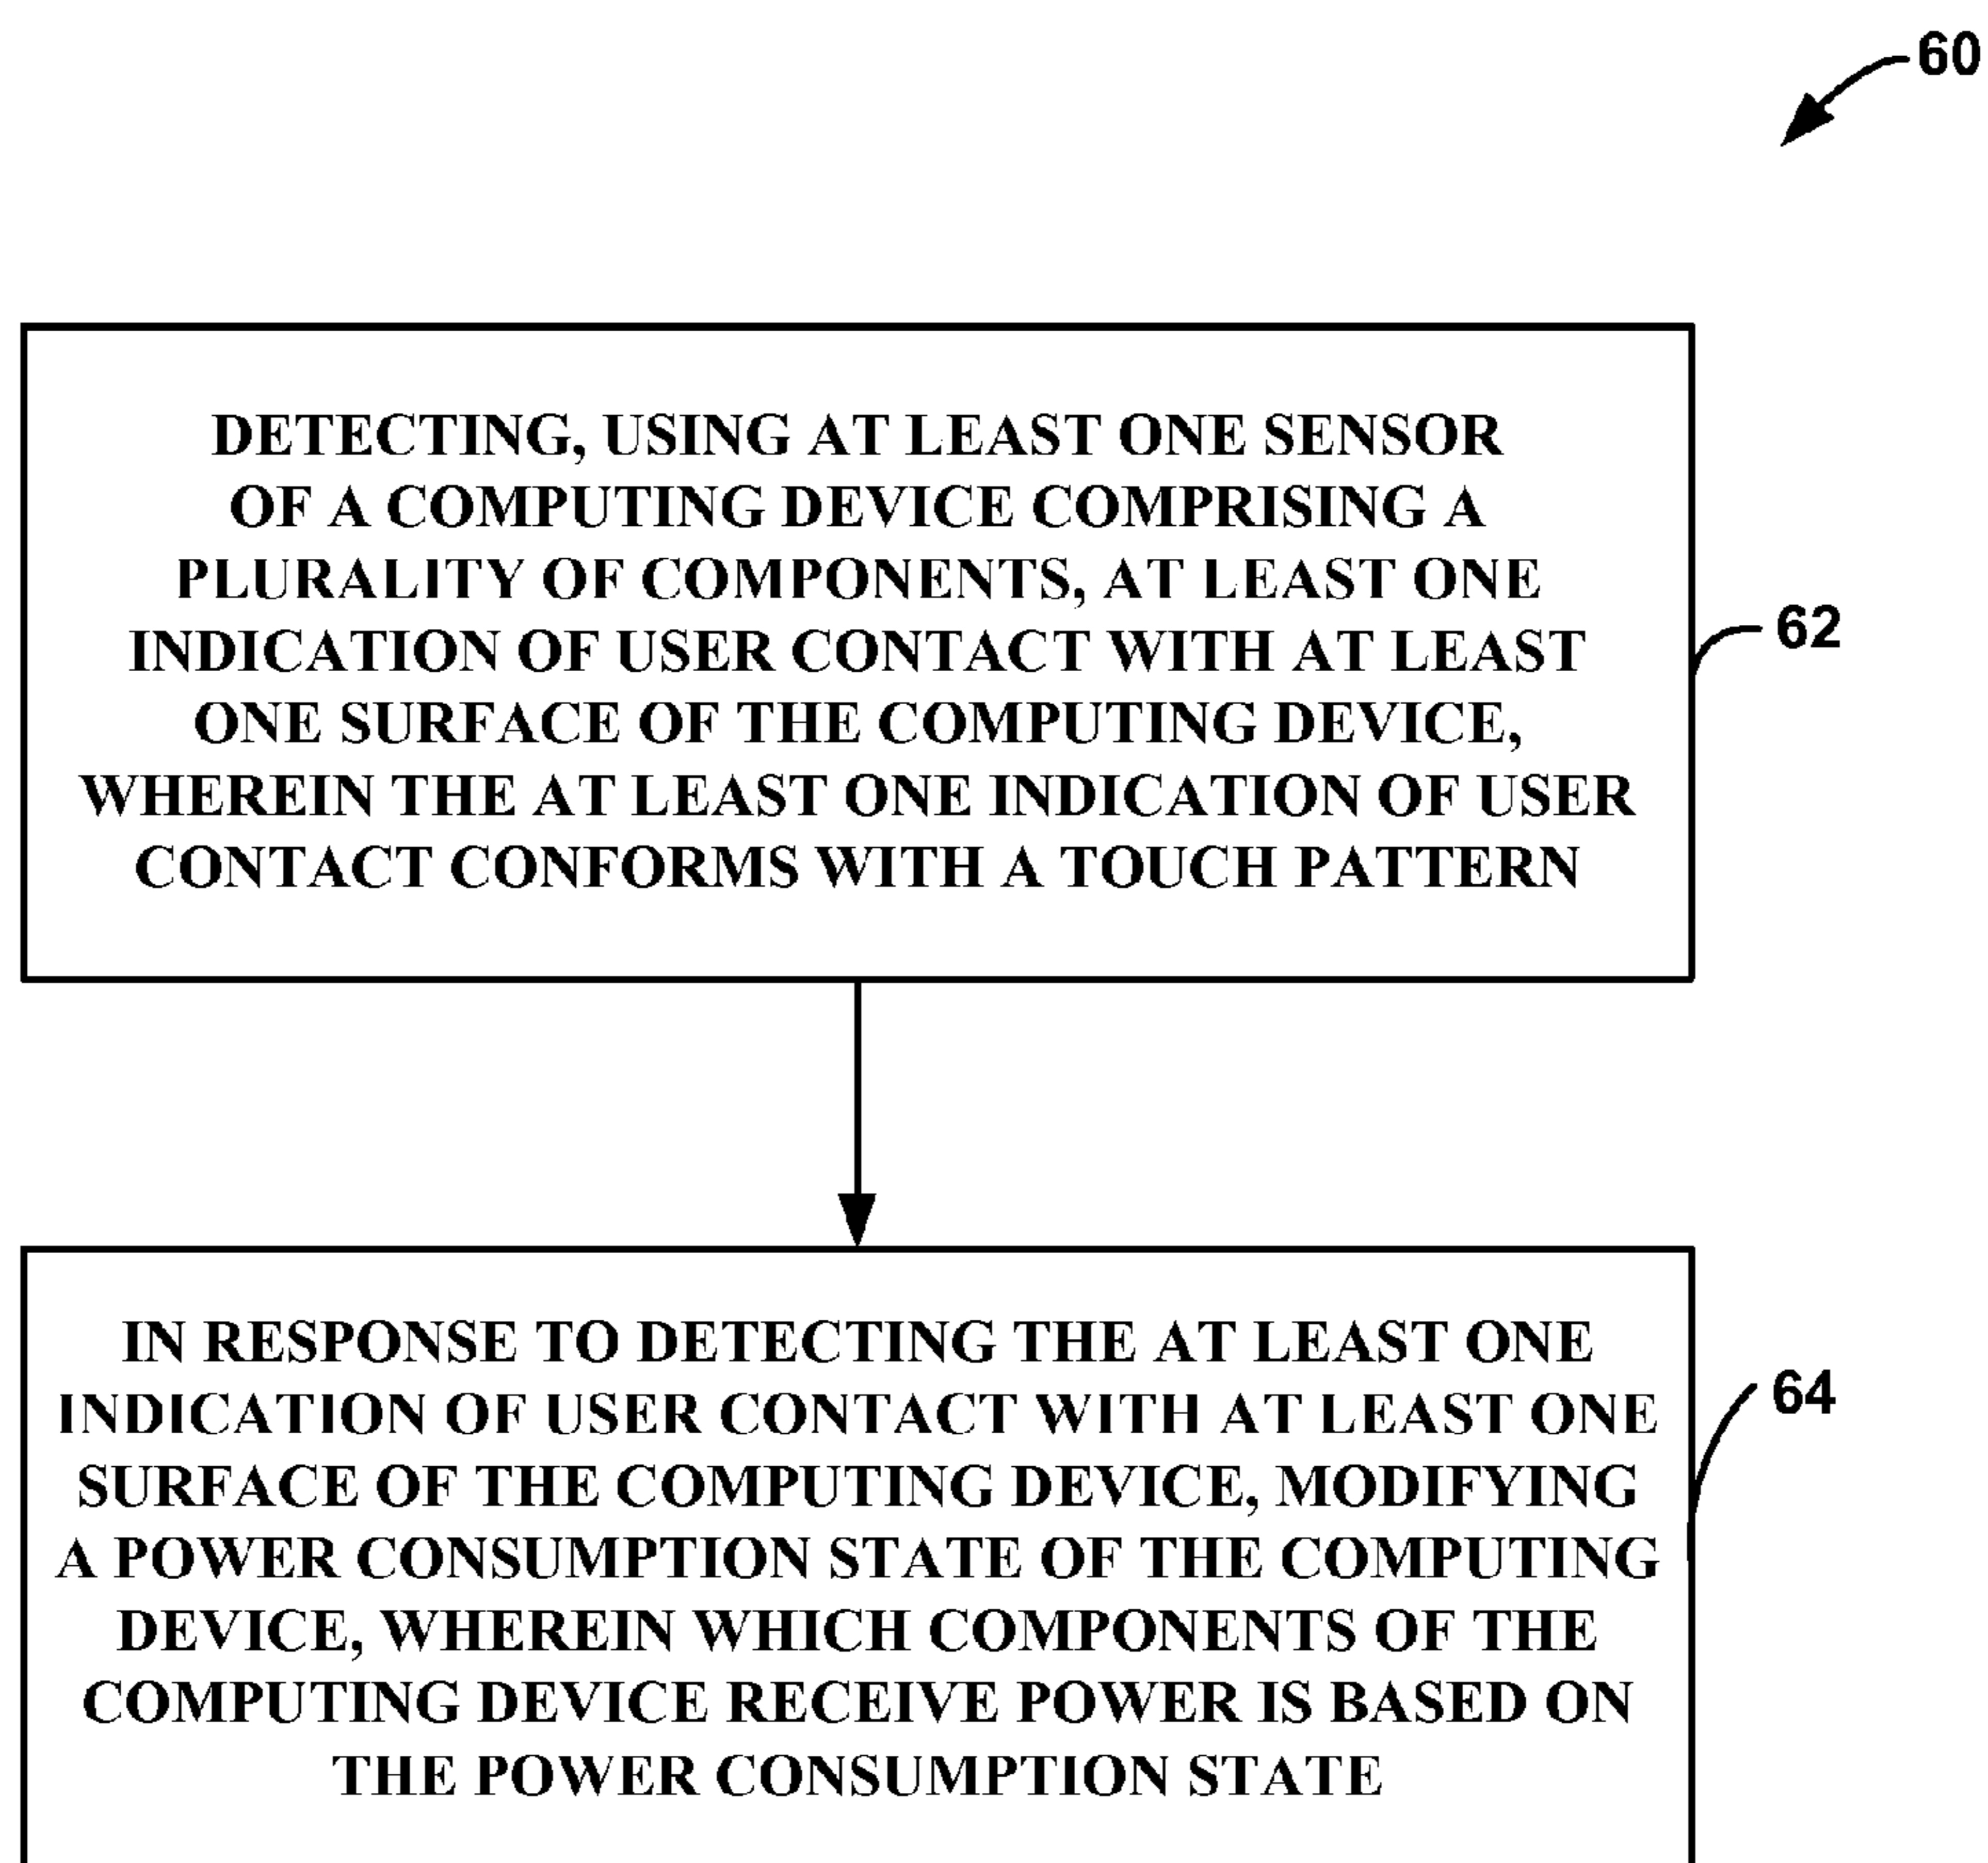 60
DETECTING, USING AT LEAST ONE SENSOR
OF A COMPUTING DEVICE COMPRISING A
PLURALITY OF COMPONENTS, AT LEAST ONE
INDICATION OF USER CONTACT WITH AT LEAST
ONE SURFACE OF THE COMPUTING DEVICE,
WHEREIN THE AT LEAST ONE INDICATION OF USER
CONTACT CONFORMS WITH A TOUCH PATTERN
62
IN RESPONSE TO DETECTING THE AT LEAST ONE
INDICATION OF USER CONTACT WITH AT LEAST ONE
SURFACE OF THE COMPUTING DEVICE, MODIFYING
A POWER CONSUMPTION STATE OF THE COMPUTING
DEVICE, WHEREIN WHICH COMPONENTS OF THE
COMPUTING DEVICE RECEIVE POWER IS BASED ON
THE POWER CONSUMPTION STATE
64